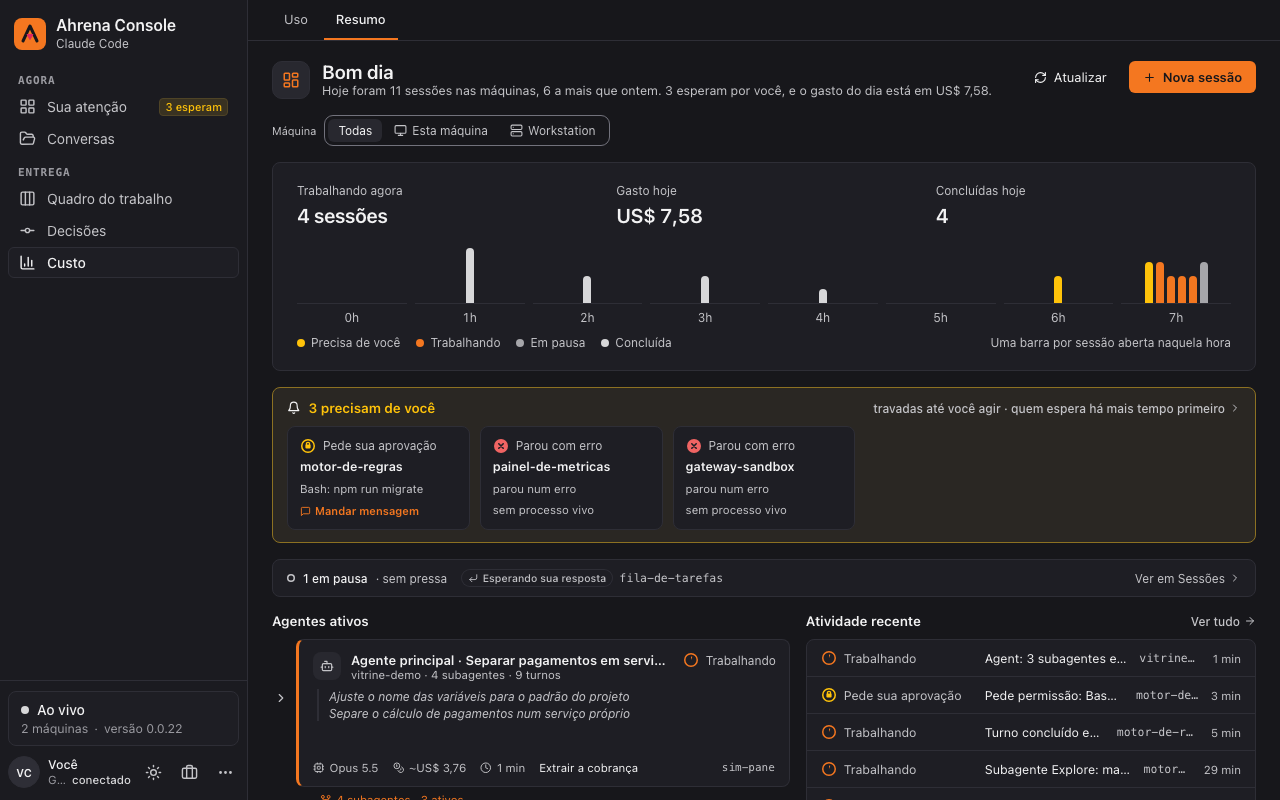 Ahrena Console
Claude Code
AGORA
Sua atenção 3 esperam
Conversas
ENTREGA
Quadro do trabalho
Decisões
Custo
Ao vivo
2 máquinas · versão 0.0.22
VC Você
G… conectado
Uso Resumo
Bom dia
Hoje foram 11 sessões nas máquinas, 6 a mais que ontem. 3 esperam por você, e o gasto do dia está em US$ 7,58.
Atualizar
Nova sessão
Máquina Todas Esta máquina Workstation
Trabalhando agora Gasto hoje Concluídas hoje
4 sessões US$ 7,58 4
0h 1h 2h 3h 4h 5h 6h 7h
Precisa de você Trabalhando Em pausa Concluída Uma barra por sessão aberta naquela hora
3 precisam de você travadas até você agir · quem espera há mais tempo primeiro
Pede sua aprovação
motor-de-regras
Bash: npm run migrate
Mandar mensagem
Parou com erro
painel-de-metricas
parou num erro
sem processo vivo
Parou com erro
gateway-sandbox
parou num erro
sem processo vivo
1 em pausa · sem pressa Esperando sua resposta fila-de-tarefas Ver em Sessões
Agentes ativos
Agente principal · Separar pagamentos em servi… Trabalhando
vitrine-demo · 4 subagentes · 9 turnos
Ajuste o nome das variáveis para o padrão do projeto
Separe o cálculo de pagamentos num serviço próprio
Opus 5.5 ~US$ 3,76 1 min Extrair a cobrança sim-pane
4 subagentes · 3 ativos
Atividade recente Ver tudo
Trabalhando Agent: 3 subagentes e… vitrine… 1 min
Pede sua aprovação Pede permissão: Bas… motor-de… 3 min
Trabalhando Turno concluído e… motor-de-r… 5 min
Trabalhando Subagente Explore: ma… motor… 29 min